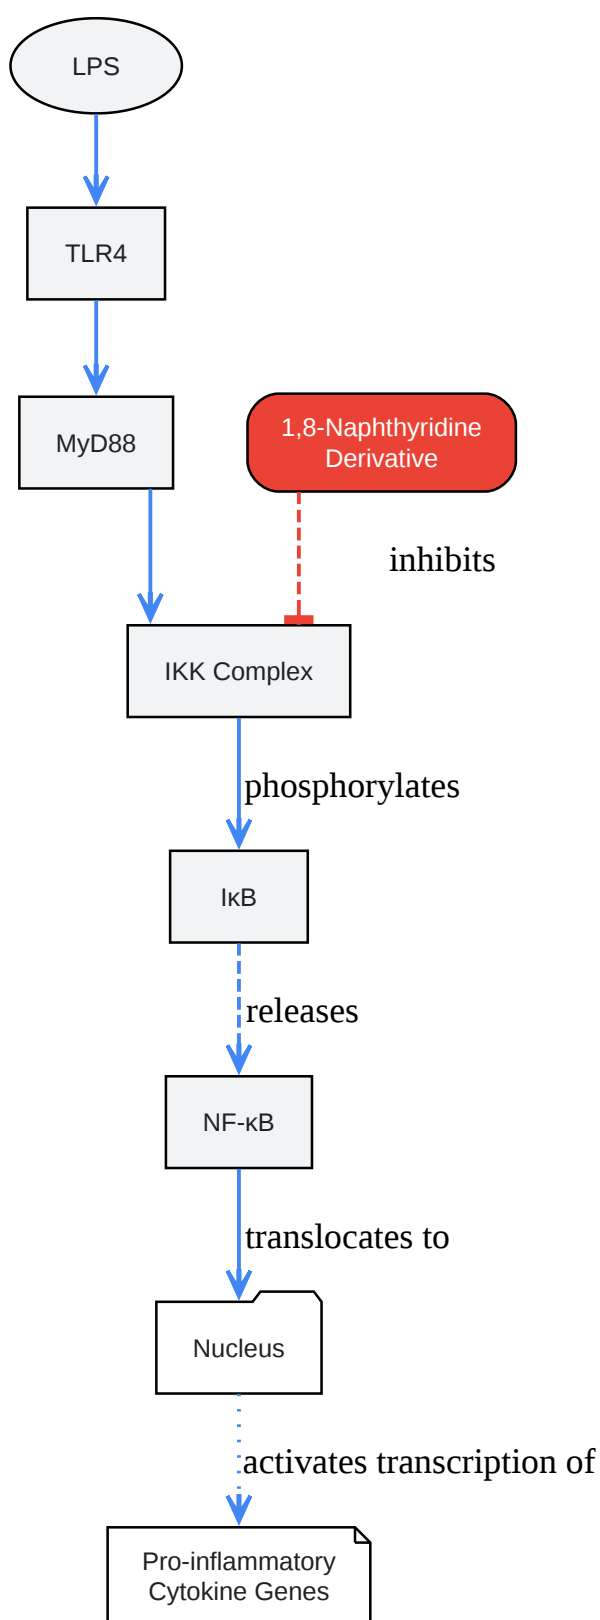 LPS
TLR4
MyD88
1,8-Naphthyridine
Derivative
inhibits
IKK Complex
phosphorylates
IκB
releases
NF-κB
translocates to
Nucleus
activates transcription of
Pro-inflammatory
Cytokine Genes